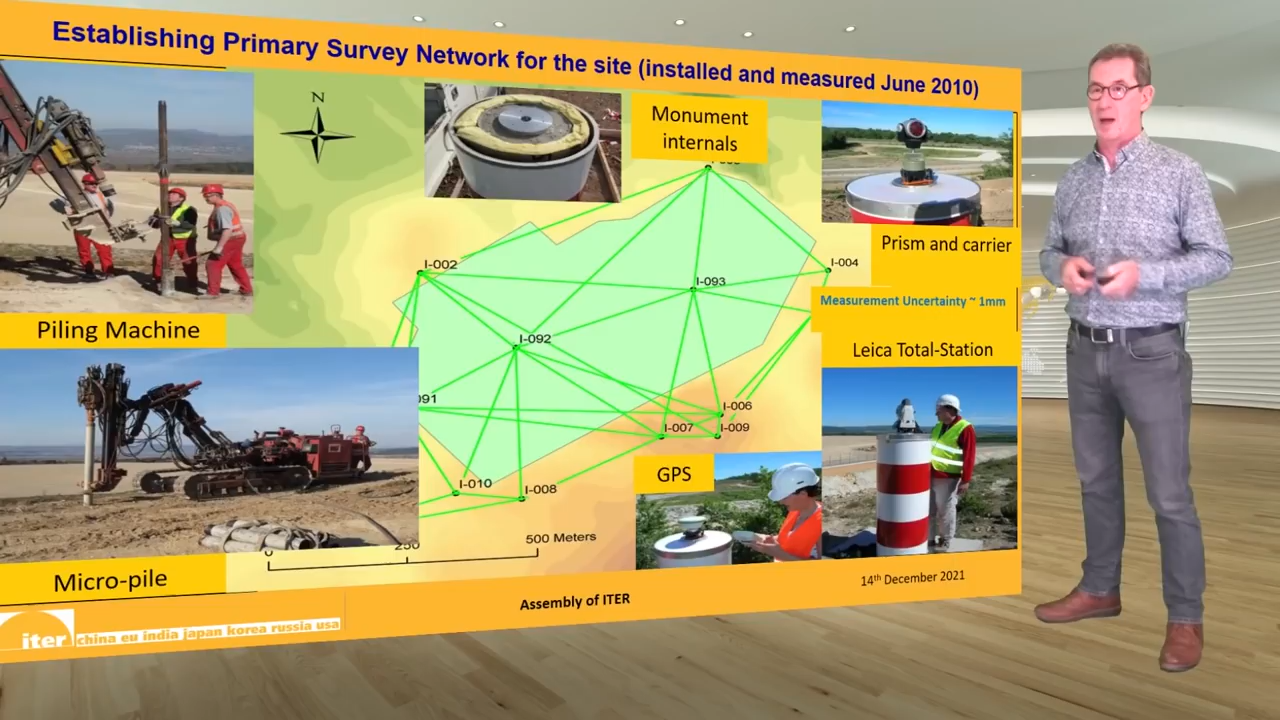 Establishing Primary Survey Network for the site (installed and measured June 2010)
N
Monument
internals
Prism and carrier
I-002
I-004
I-093
Measurement Uncertainty ~ 1mm
Piling Machine
I-092
Leica Total-Station
91
I-006
I-007
I-009
GPS
I-010
I-008
0
250
500 Meters
Micro-pile
14th December 2021
Assembly of ITER
iter
china eu india japan korea russia usa